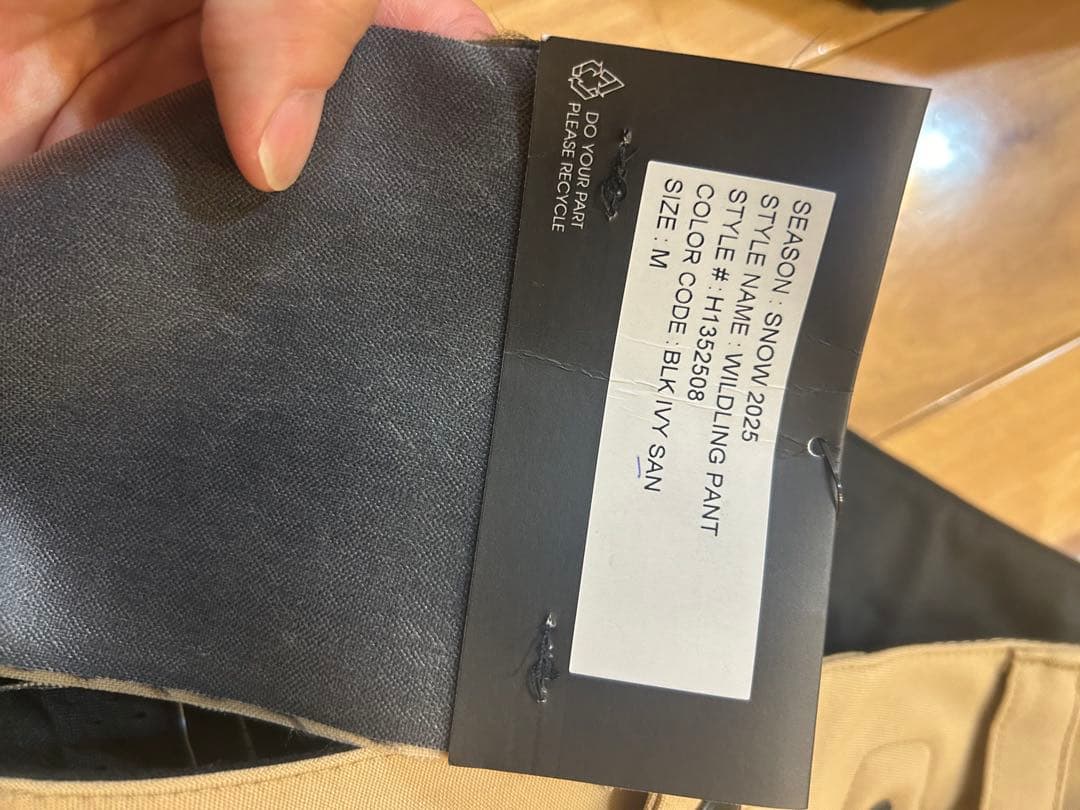 SEASON : SNOW 2025
STYLE NAME : WILDLING PANT
STYLE # : H1352508
COLOR CODE : BLK IVY SAN
SIZE : M
DO YOUR PART
PLEASE RECYCLE